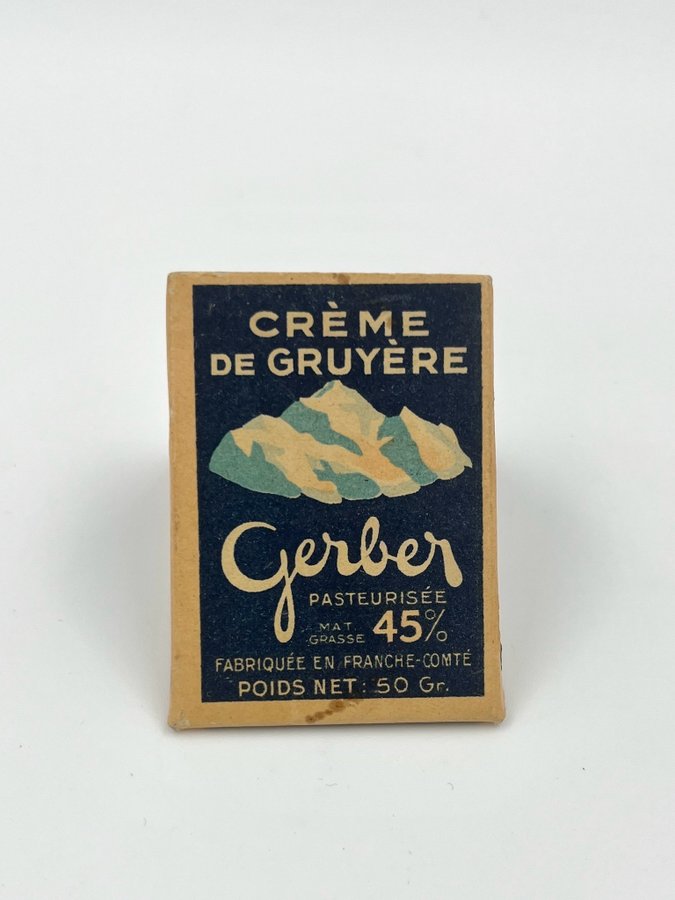 CRÈME
DE GRUYÈRE
Gerber
PASTEURISÉE
MAT.
GRASSE 45%
FABRIQUÉE EN FRANCHE-COMTÉ
POIDS NET: 50 Gr.